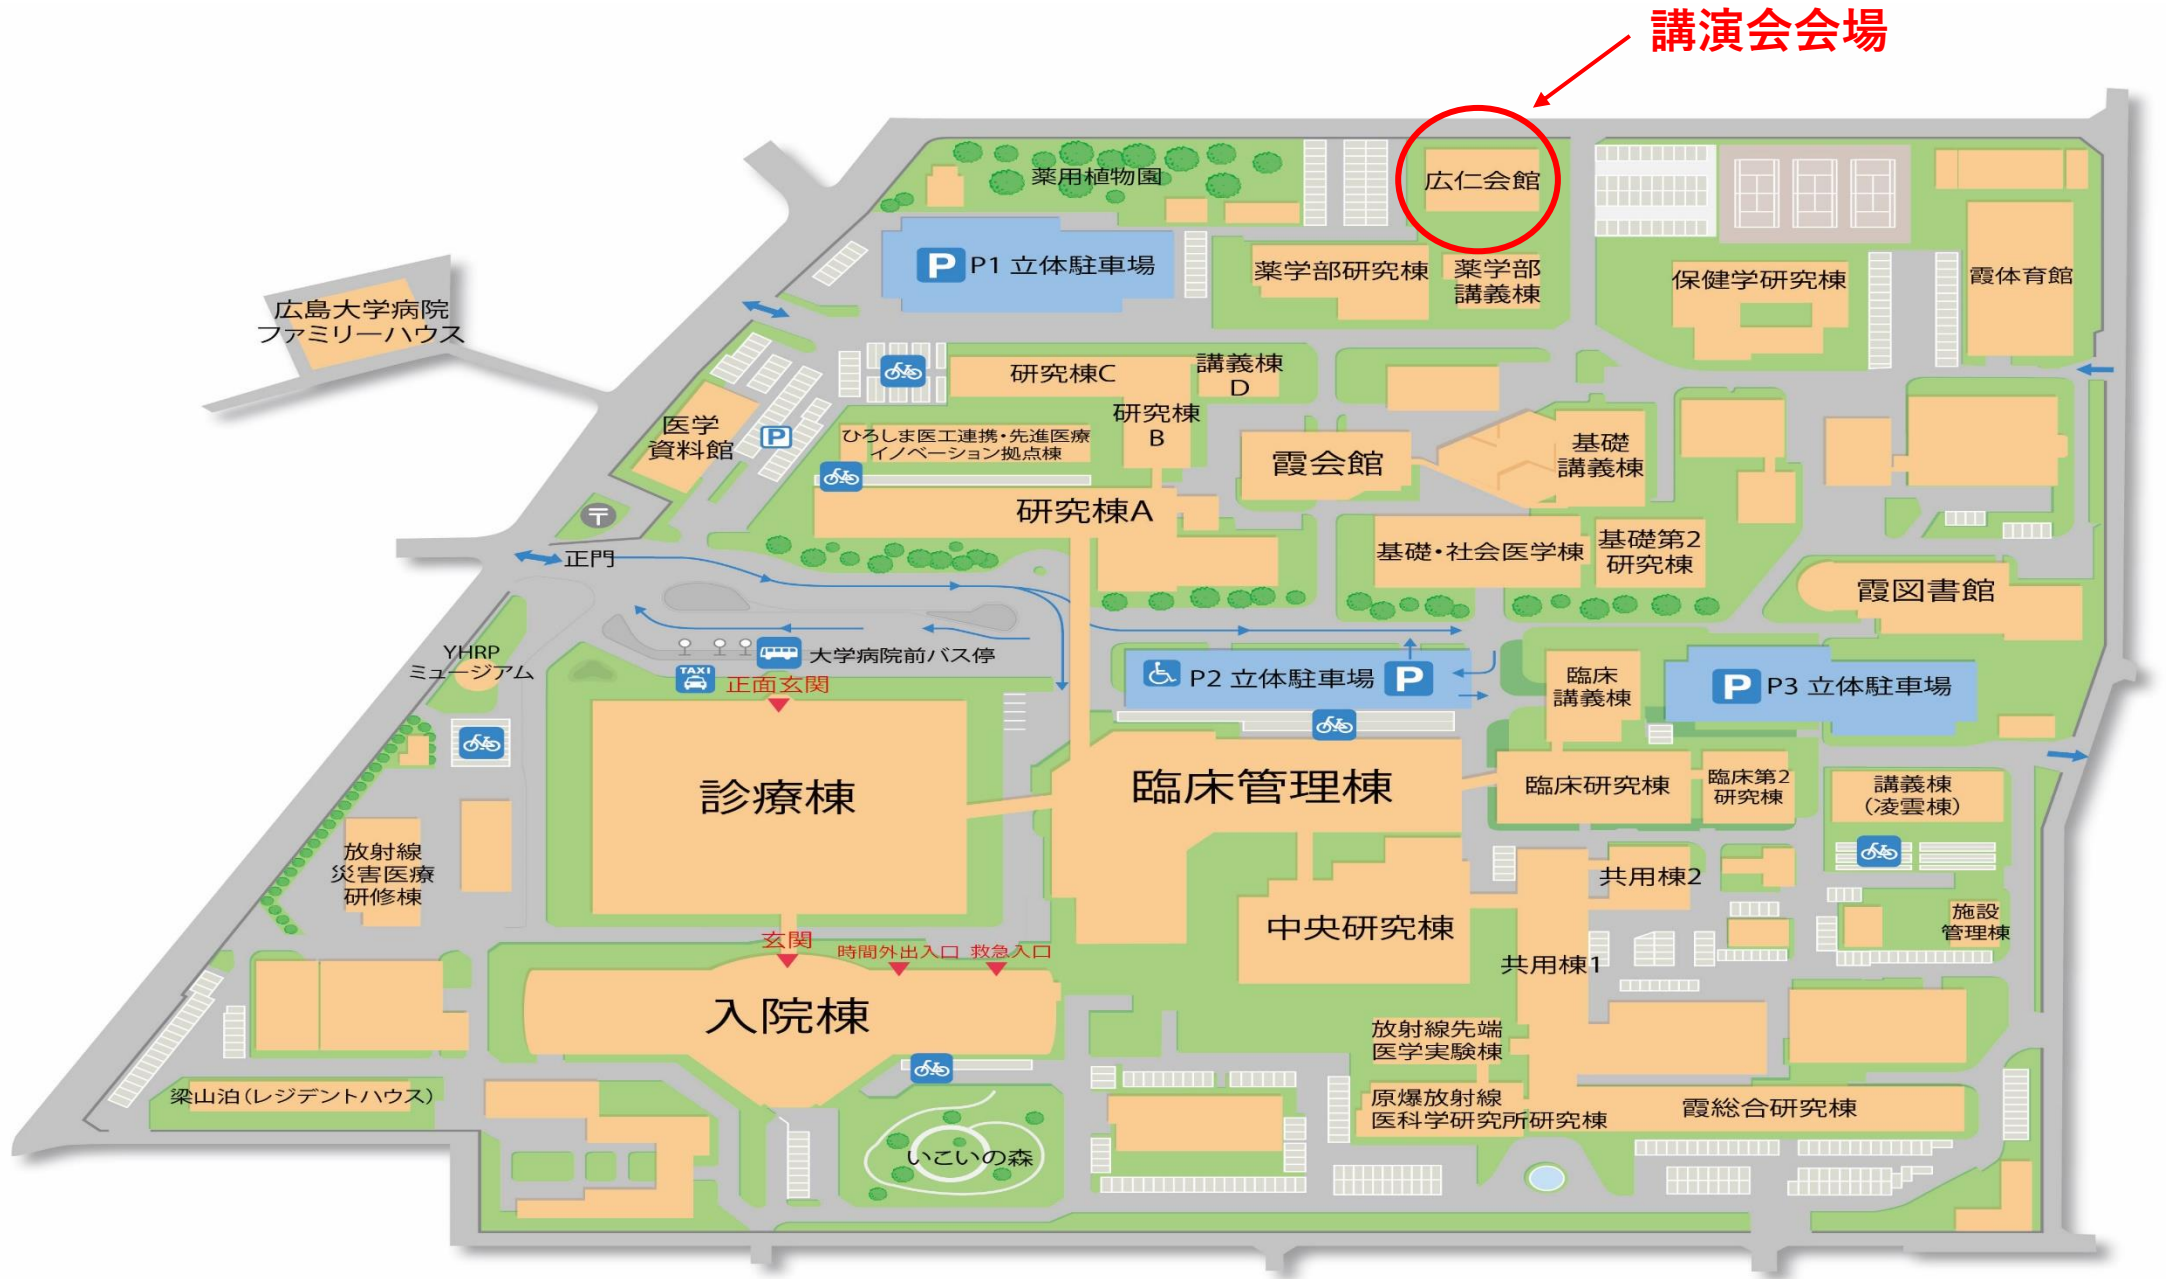 講演会会場
薬用植物園
広仁会館
P P1 立体駐車場
薬学部研究棟
薬学部
講義棟
保健学研究棟
霞体育館
広島大学病院
ファミリーハウス
研究棟C
講義棟
D
研究棟
B
医学
資料館
P
ひろしま医工連携・先進医療
イノベーション拠点棟
霞会館
基礎
講義棟
研究棟A
〒
正門
基礎・社会医学棟
基礎第2
研究棟
霞図書館
YHRP
ミュージアム
大学病院前バス停
TAXI
正面玄関
P2 立体駐車場 P
臨床
講義棟
P P3 立体駐車場
診療棟
臨床管理棟
臨床研究棟
臨床第2
研究棟
講義棟
(凌雲棟)
放射線
災害医療
研修棟
共用棟2
中央研究棟
施設
管理棟
玄関
時間外出入口
救急入口
共用棟1
入院棟
放射線先端
医学実験棟
梁山泊(レジデントハウス)
原爆放射線
医科学研究所研究棟
霞総合研究棟
いこいの森